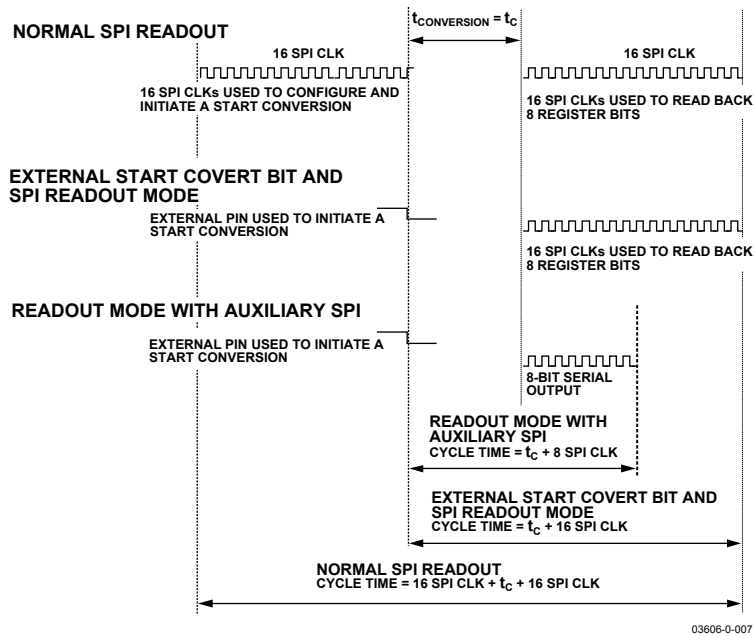 NORMAL SPI READOUT
tCONVERSION = tC
16 SPI CLK
16 SPI CLK
16 SPI CLKs USED TO CONFIGURE AND
INITIATE A START CONVERSION
16 SPI CLKs USED TO READ BACK
8 REGISTER BITS
EXTERNAL START COVERT BIT AND
SPI READOUT MODE
EXTERNAL PIN USED TO INITIATE A
START CONVERSION
16 SPI CLKs USED TO READ BACK
8 REGISTER BITS
READOUT MODE WITH AUXILIARY SPI
EXTERNAL PIN USED TO INITIATE A
START CONVERSION
8-BIT SERIAL
OUTPUT
READOUT MODE WITH
AUXILIARY SPI
CYCLE TIME = tC + 8 SPI CLK
EXTERNAL START COVERT BIT AND
SPI READOUT MODE
CYCLE TIME = tC + 16 SPI CLK
NORMAL SPI READOUT
CYCLE TIME = 16 SPI CLK + tC + 16 SPI CLK
03606-0-007